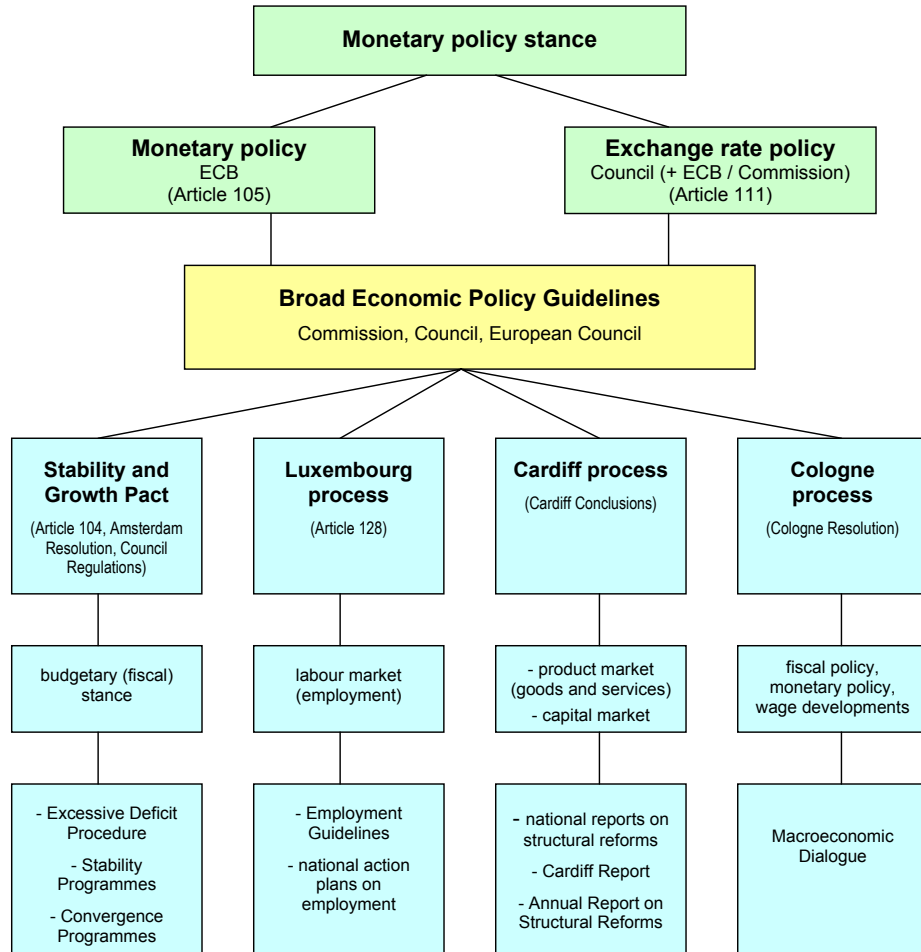 Monetary policy stance
Monetary policy
ECB
(Article 105)
Exchange rate policy
Council (+ ECB / Commission)
(Article 111)
Broad Economic Policy Guidelines
Commission, Council, European Council
Stability and
Growth Pact
(Article 104, Amsterdam
Resolution, Council
Regulations)
Luxembourg
process
(Article 128)
Cardiff process
(Cardiff Conclusions)
Cologne
process
(Cologne Resolution)
budgetary (fiscal)
stance
labour market
(employment)
- product market
(goods and services)
- capital market
fiscal policy,
monetary policy,
wage developments
- Excessive Deficit
Procedure
- Stability
Programmes
- Convergence
Programmes
- Employment
Guidelines
- national action
plans on
employment
- national reports on
structural reforms
- Cardiff Report
- Annual Report on
Structural Reforms
Macroeconomic
Dialogue